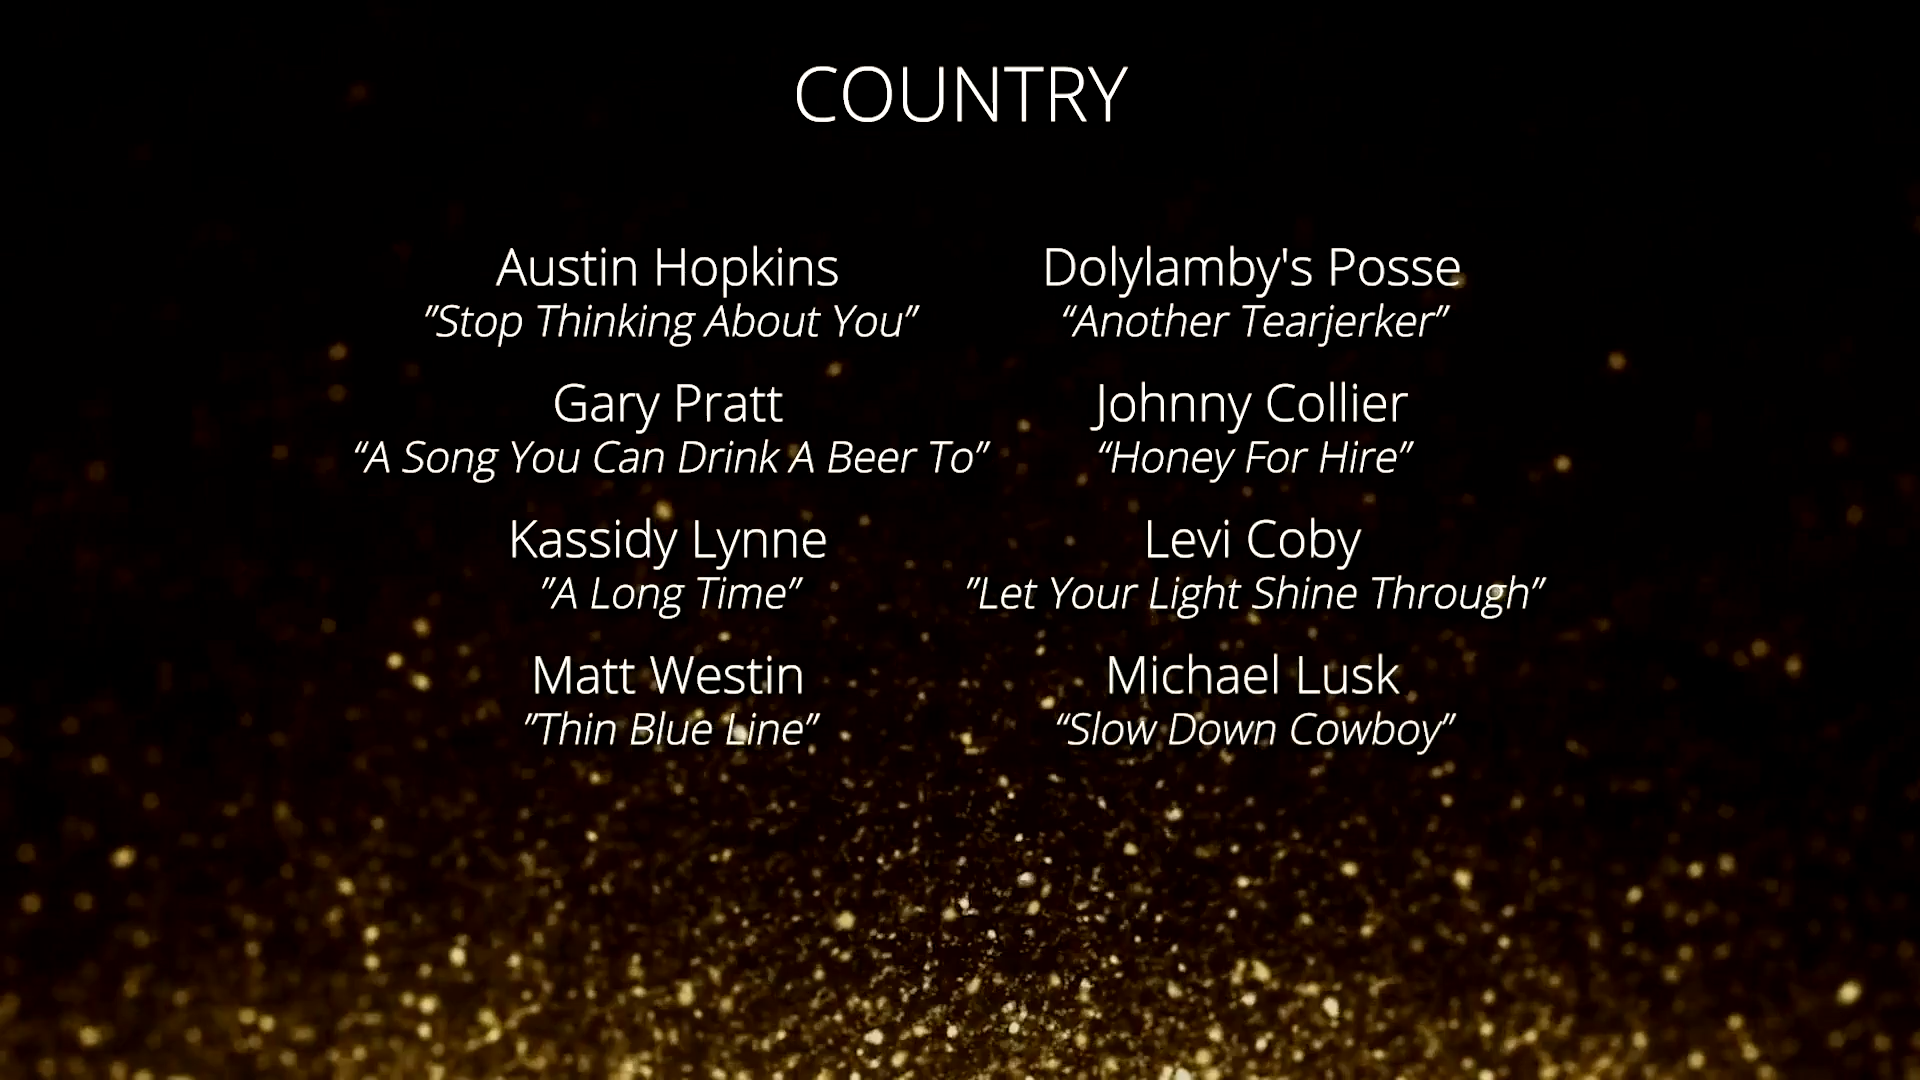 COUNTRY
Austin Hopkins
”Stop Thinking About You”
Dolylamby's Posse
“Another Tearjerker”
Gary Pratt
“A Song You Can Drink A Beer To”
Johnny Collier
“Honey For Hire”
Kassidy Lynne
”A Long Time”
Levi Coby
”Let Your Light Shine Through”
Matt Westin
”Thin Blue Line”
Michael Lusk
“Slow Down Cowboy”